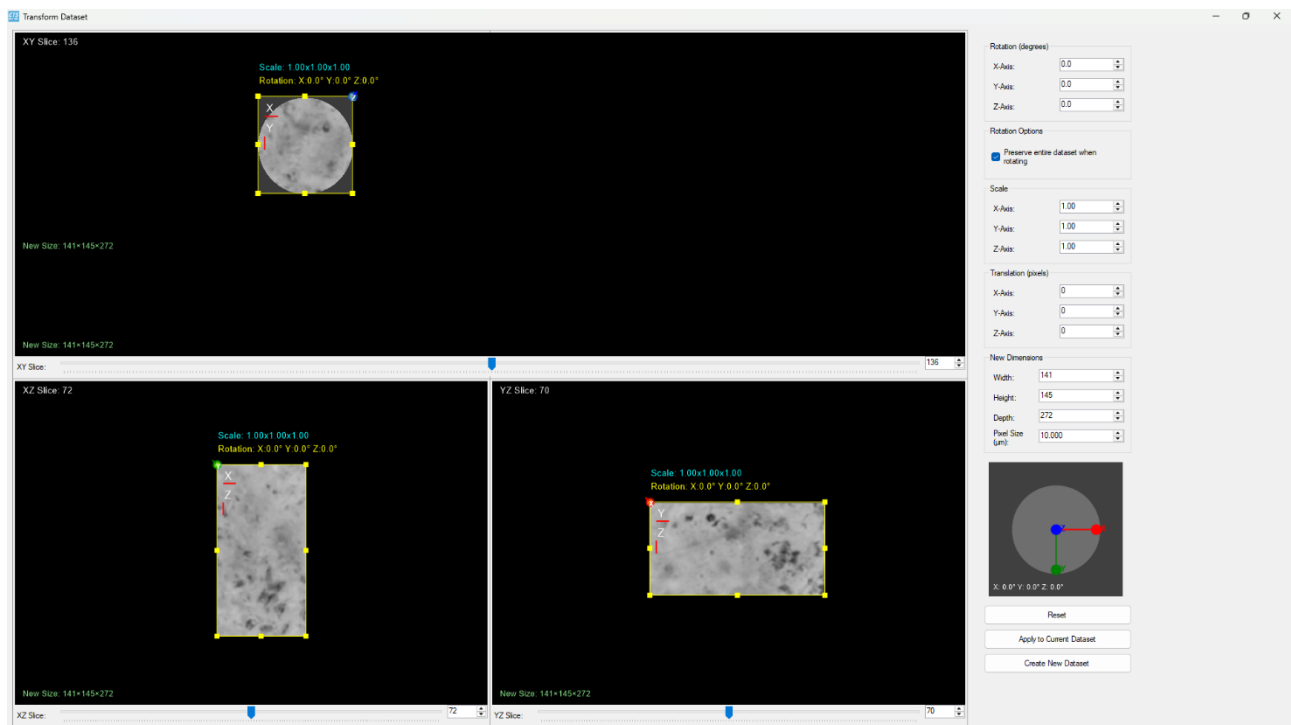 Transform Dataset
XY Slice: 136
Scale: 1.00x1.00x1.00
Rotation: X:0.0° Y:0.0° Z:0.0°
X
Y
New Size: 141×145×272
New Size: 141×145×272
XY Slice:
136
XZ Slice: 72
Scale: 1.00x1.00x1.00
Rotation: X:0.0° Y:0.0° Z:0.0°
X
Z
New Size: 141×145×272
XZ Slice:
72
YZ Slice: 70
Scale: 1.00x1.00x1.00
Rotation: X:0.0° Y:0.0° Z:0.0°
Y
Z
New Size: 141×145×272
YZ Slice:
70
Rotation (degrees)
X-Axis: 0.0
Y-Axis: 0.0
Z-Axis: 0.0
Rotation Options
Preserve entire dataset when
rotating
Scale
X-Axis: 1.00
Y-Axis: 1.00
Z-Axis: 1.00
Translation (pixels)
X-Axis: 0
Y-Axis: 0
Z-Axis: 0
New Dimensions
Width: 141
Height: 145
Depth: 272
Pixel Size
(µm): 10.000
Z
Y
X: 0.0° Y: 0.0° Z: 0.0°
Reset
Apply to Current Dataset
Create New Dataset